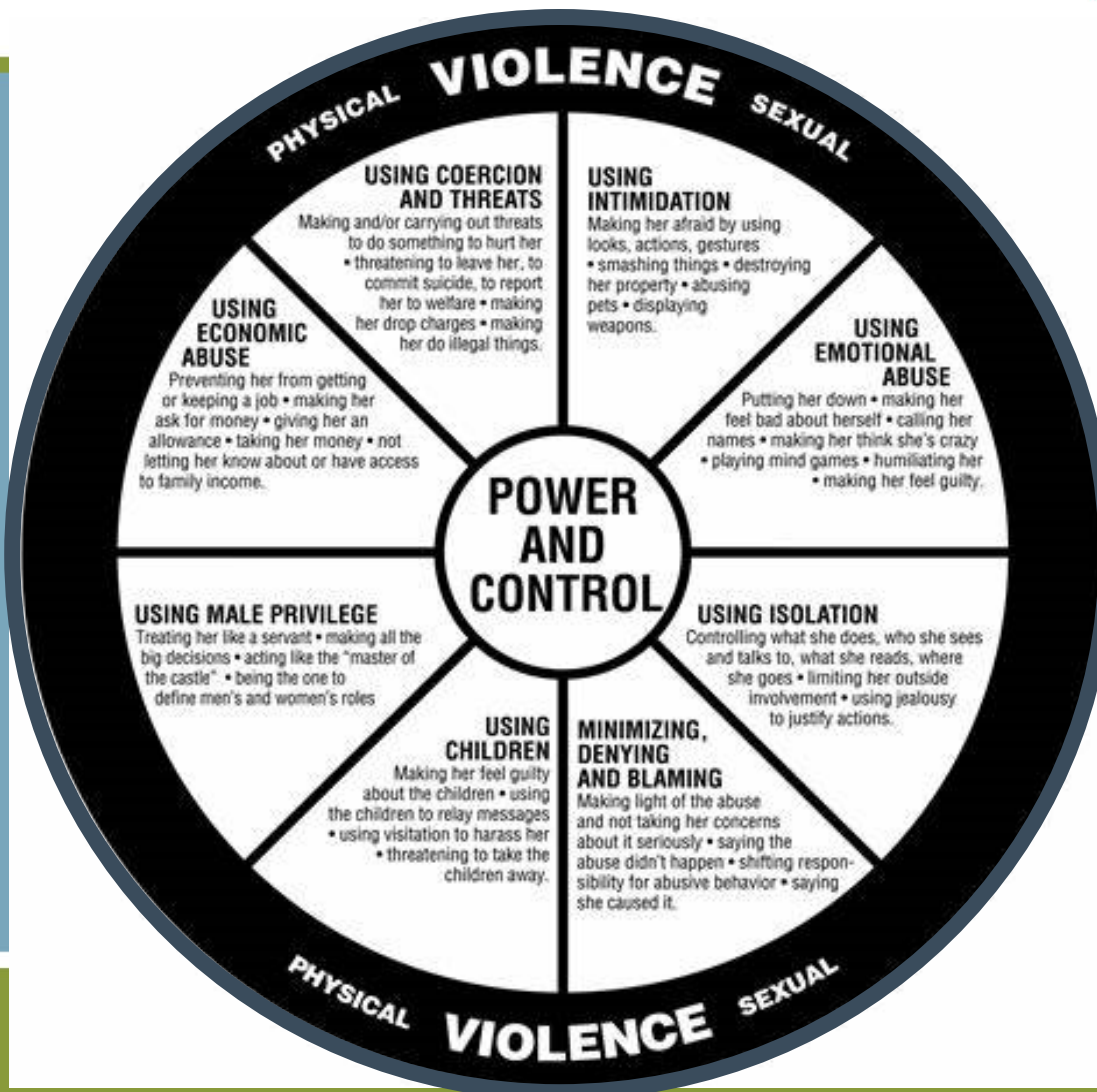 PHYSICAL VIOLENCE SEXUAL
USING COERCION
AND THREATS
Making and/or carrying out threats
to do something to hurt her
• threatening to leave her, to
commit suicide, to report
her to welfare • making
her drop charges • making
her do illegal things.
USING
INTIMIDATION
Making her afraid by using
looks, actions, gestures
• smashing things • destroying
her property • abusing
pets • displaying
weapons.
USING
ECONOMIC
ABUSE
Preventing her from getting
or keeping a job • making her
ask for money • giving her an
allowance • taking her money • not
letting her know about or have access
to family income.
USING
EMOTIONAL
ABUSE
Putting her down • making her
feel bad about herself • calling her
names • making her think she's crazy
• playing mind games • humiliating her
• making her feel guilty.
POWER
AND
CONTROL
USING MALE PRIVILEGE
Treating her like a servant • making all the
big decisions • acting like the "master of
the castle" • being the one to
define men's and women's roles
USING ISOLATION
Controlling what she does, who she sees
and talks to, what she reads, where
she goes • limiting her outside
involvement • using jealousy
to justify actions.
USING
CHILDREN
Making her feel guilty
about the children • using
the children to relay messages
• using visitation to harass her
• threatening to take the
children away.
MINIMIZING,
DENYING
AND BLAMING
Making light of the abuse
and not taking her concerns
about it seriously • saying the
abuse didn't happen • shifting respon-
sibility for abusive behavior • saying
she caused it.
PHYSICAL VIOLENCE SEXUAL